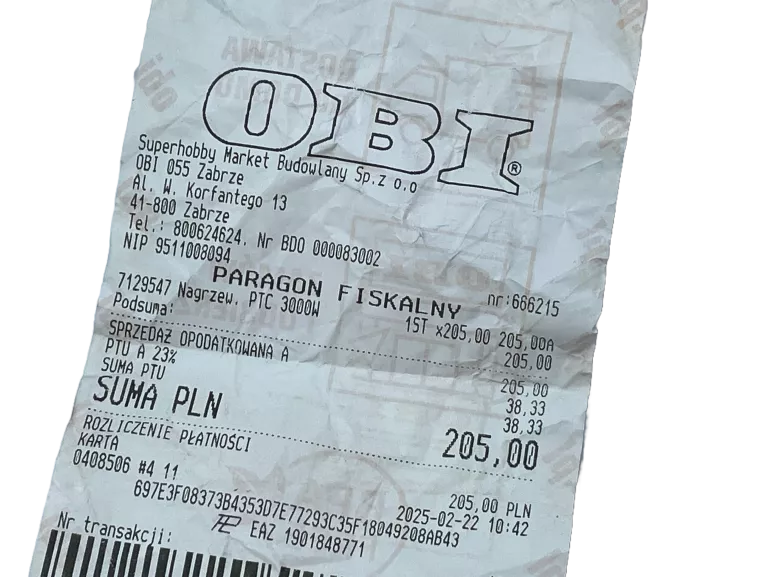 OBI®
Superhobby Market Budowlany Sp.z o.o
OBI 055 Zabrze
Al. W. Korfantego 13
41-800 Zabrze
Tel.: 800624624, Nr BDO 000083002
NIP 9511008094
PARAGON FISKALNY nr:666215
7129547 Nagrzew. PTC 3000W 1ST x205,00 205,00A
Podsuma: 205,00
SPRZEDAŻ OPODATKOWANA A 205,00
PTU A 23% 38,33
SUMA PTU 38,33
SUMA PLN 205,00
ROZLICZENIE PŁATNOŚCI
KARTA 205,00 PLN
0408506 #4 11 2025-02-22 10:42
697E3F08373B4353D7E77293C35F18049208AB43
EAZ 1901848771
Nr transakcji: